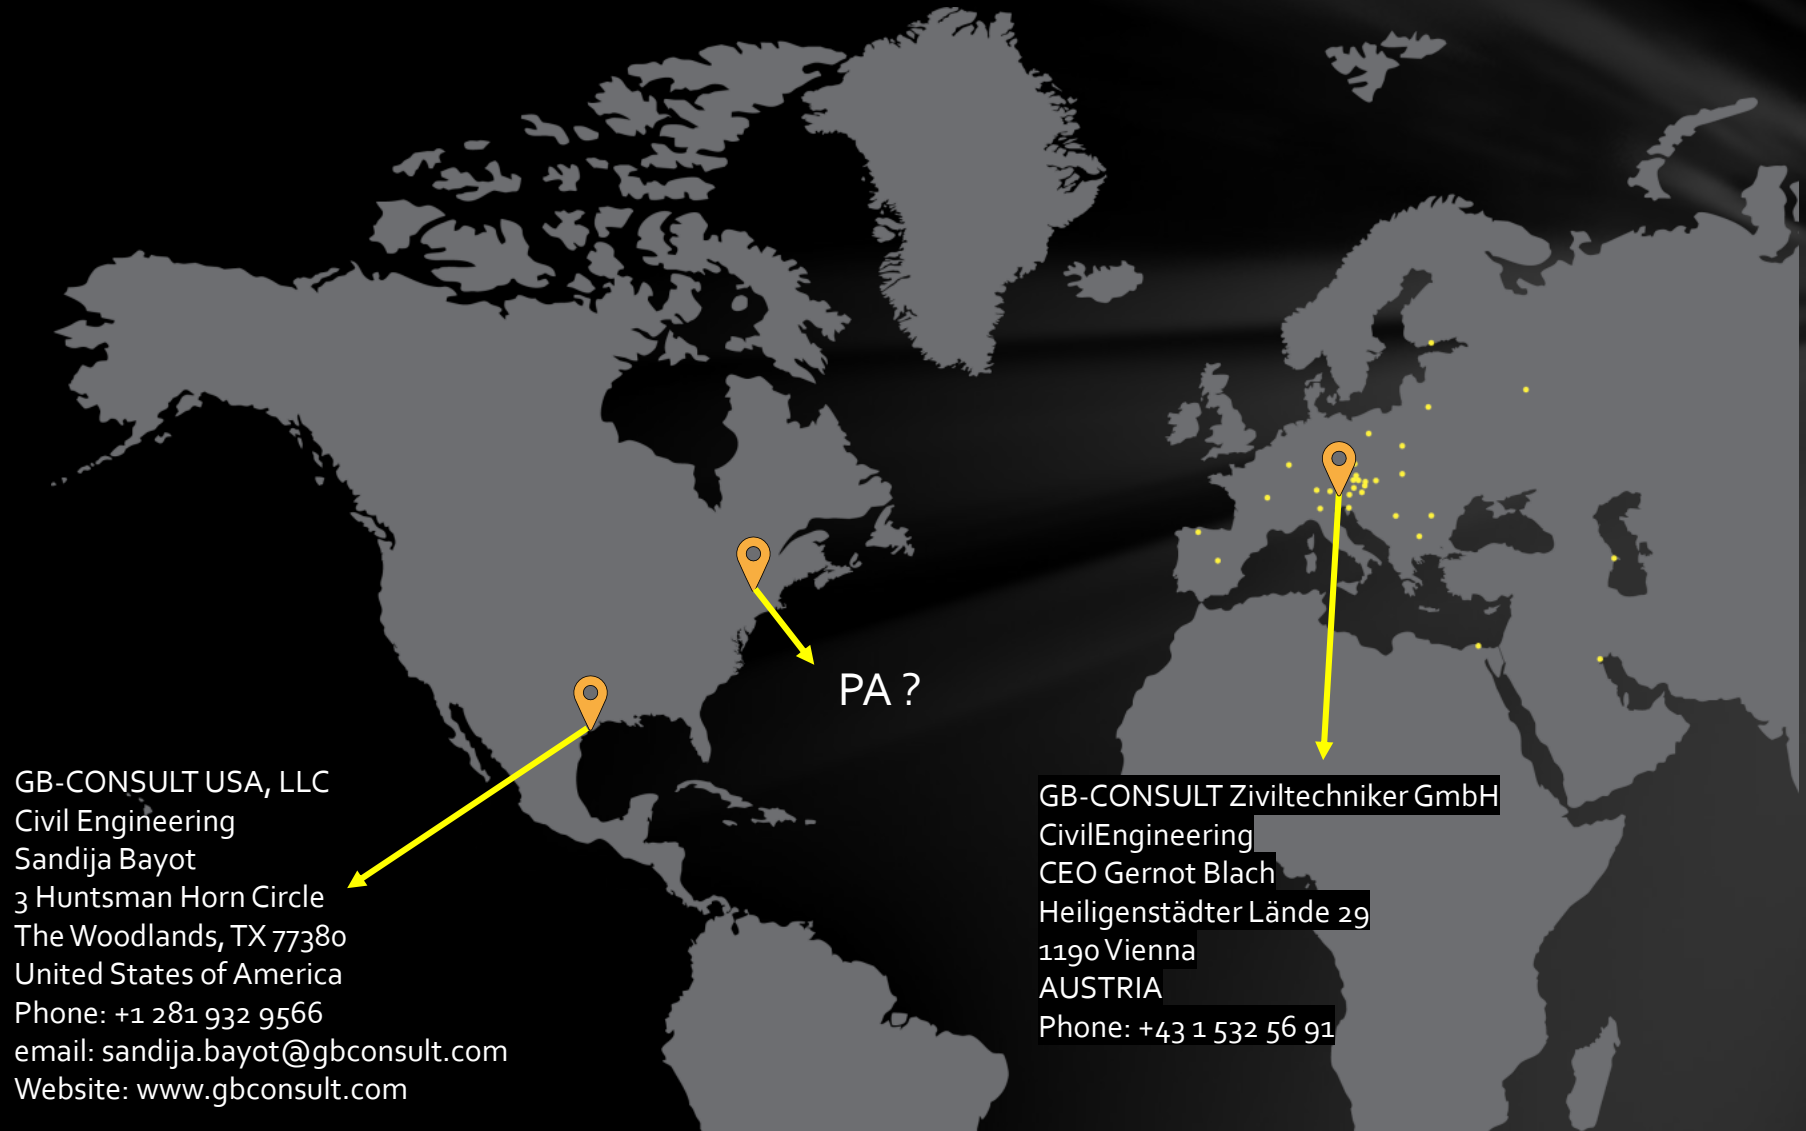 PA ?
GB-CONSULT USA, LLC
Civil Engineering
Sandija Bayot
3 Huntsman Horn Circle
The Woodlands, TX 77380
United States of America
Phone: +1 281 932 9566
email: sandija.bayot@gbconsult.com
Website: www.gbconsult.com
GB-CONSULT Ziviltechniker GmbH
CivilEngineering
CEO Gernot Blach
Heiligenstädter Lände 29
1190 Vienna
AUSTRIA
Phone: +43 1 532 56 91